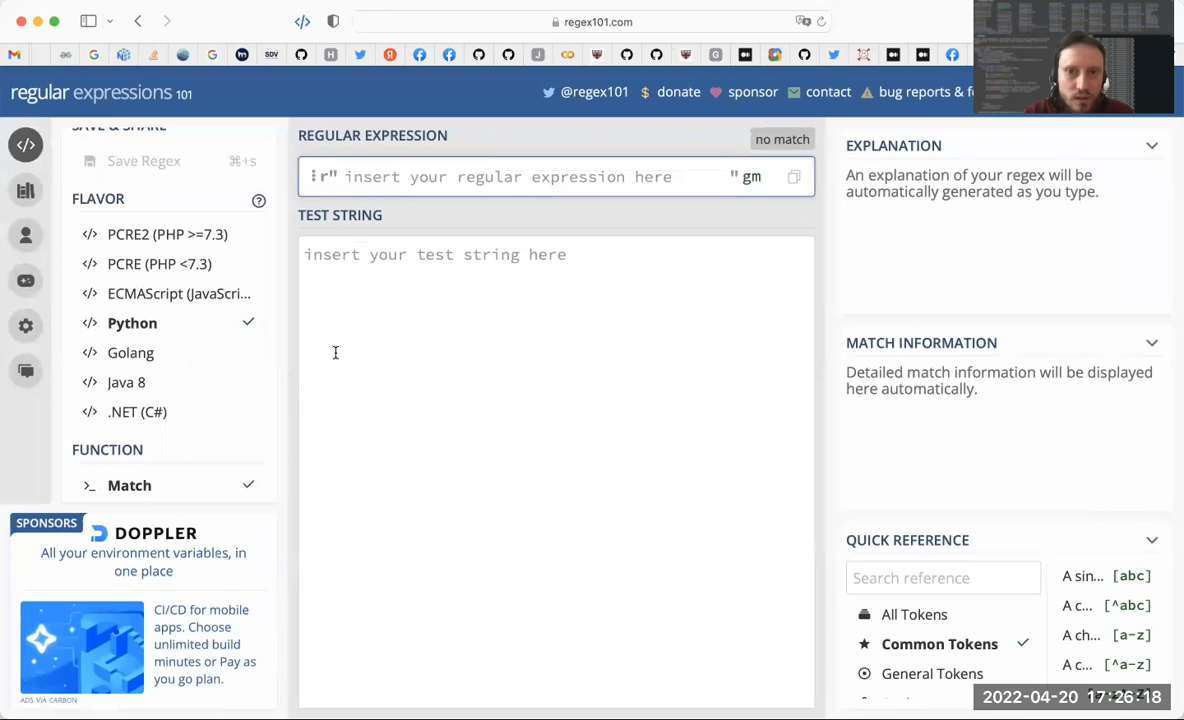 regex101.com
SDV
H
J
G
regular expressions 101
@regex101
$ donate
sponsor
contact
bug reports & f
SAVE & SHARE
Save Regex ⌘+s
FLAVOR
PCRE2 (PHP >=7.3)
PCRE (PHP <7.3)
ECMAScript (JavaScri...
Python
Golang
Java 8
.NET (C#)
FUNCTION
Match
SPONSORS
DOPPLER
All your environment variables, in
one place
CI/CD for mobile
apps. Choose
unlimited build
minutes or Pay as
you go plan.
ADS VIA CARBON
REGULAR EXPRESSION
no match
r" insert your regular expression here " gm
TEST STRING
insert your test string here
EXPLANATION
An explanation of your regex will be
automatically generated as you type.
MATCH INFORMATION
Detailed match information will be displayed
here automatically.
QUICK REFERENCE
Search reference
All Tokens
Common Tokens
General Tokens
A sin... [abc]
A c... [^abc]
A ch... [a-z]
A c... [^a-z]
2022-04-20 17:26:18